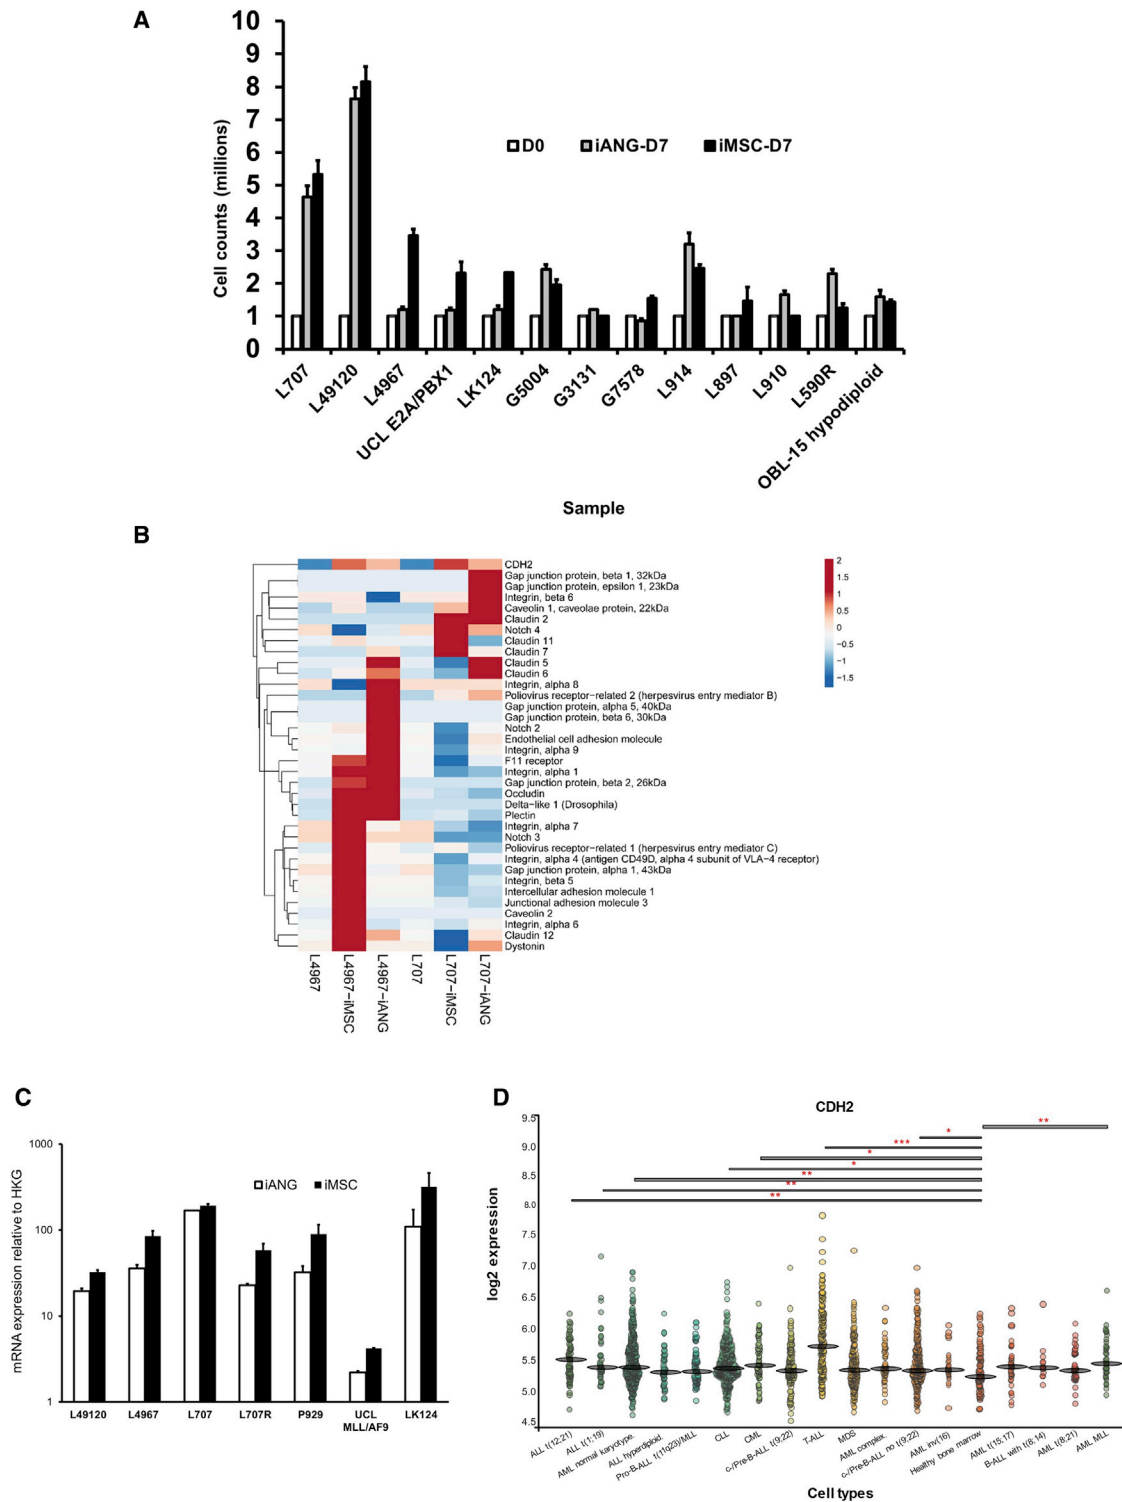 A
10
9
8
7
6
5
4
3
2
1
0
Cell counts (millions)
D0 iANG-D7 iMSC-D7
L707
L49120
L4967
UCL E2A/PBX1
LK124
G5004
G3131
G7578
L914
L897
L910
L590R
OBL-15 hypodiploid
Sample
B
CDH2
Gap junction protein, beta 1, 32kDa
Gap junction protein, epsilon 1, 23kDa
Integrin, beta 6
Caveolin 1, caveolae protein, 22kDa
Claudin 2
Notch 4
Claudin 11
Claudin 7
Claudin 5
Claudin 6
Integrin, alpha 8
Poliovirus receptor−related 2 (herpesvirus entry mediator B)
Gap junction protein, alpha 5, 40kDa
Gap junction protein, beta 6, 30kDa
Notch 2
Endothelial cell adhesion molecule
Integrin, alpha 9
F11 receptor
Integrin, alpha 1
Gap junction protein, beta 2, 26kDa
Occludin
Delta−like 1 (Drosophila)
Plectin
Integrin, alpha 7
Notch 3
Poliovirus receptor−related 1 (herpesvirus entry mediator C)
Integrin, alpha 4 (antigen CD49D, alpha 4 subunit of VLA−4 receptor)
Gap junction protein, alpha 1, 43kDa
Integrin, beta 5
Intercellular adhesion molecule 1
Junctional adhesion molecule 3
Caveolin 2
Integrin, alpha 6
Claudin 12
Dystonin
2
1.5
1
0.5
0
−0.5
−1
−1.5
L4967
L4967−iMSC
L4967−iANG
L707
L707−iMSC
L707−iANG
C
1000
100
10
1
mRNA expression relative to HKG
iANG iMSC
L49120 L4967 L707 L707R P929 UCL MLL/AF9 LK124
D
CDH2
9.5
9.0
8.5
8.0
7.5
7.0
6.5
6.0
5.5
5.0
4.5
log2 expression
**
*
***
*
*
**
**
**
ALL t(12;21)
ALL t(1;19)
AML normal karyotype.
ALL hyperdiploid.
Pro-B-ALL t(11q23)/MLL
CLL
CML
c-/Pre-B-ALL t(9;22)
T-ALL
MDS
AML complex.
c-/Pre-B-ALL no t(9;22)
AML inv(16)
Healthy bone marrow
AML t(15;17)
B-ALL with t(8;14)
AML t(8;21)
AML MLL
Cell types